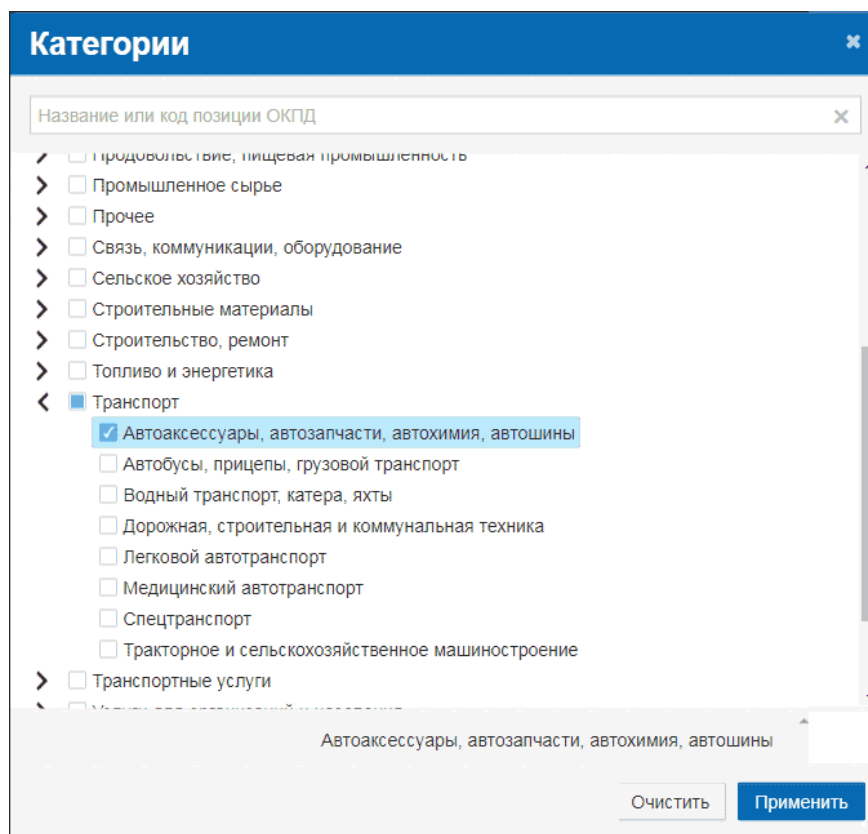 Категории
Название или код позиции ОКПД
Продовольствие, пищевая промышленность
Промышленное сырье
Прочее
Связь, коммуникации, оборудование
Сельское хозяйство
Строительные материалы
Строительство, ремонт
Топливо и энергетика
Транспорт
Автоаксессуары, автозапчасти, автохимия, автошины
Автобусы, прицепы, грузовой транспорт
Водный транспорт, катера, яхты
Дорожная, строительная и коммунальная техника
Легковой автотранспорт
Медицинский автотранспорт
Спецтранспорт
Тракторное и сельскохозяйственное машиностроение
Транспортные услуги
Автоаксессуары, автозапчасти, автохимия, автошины
Очистить
Применить